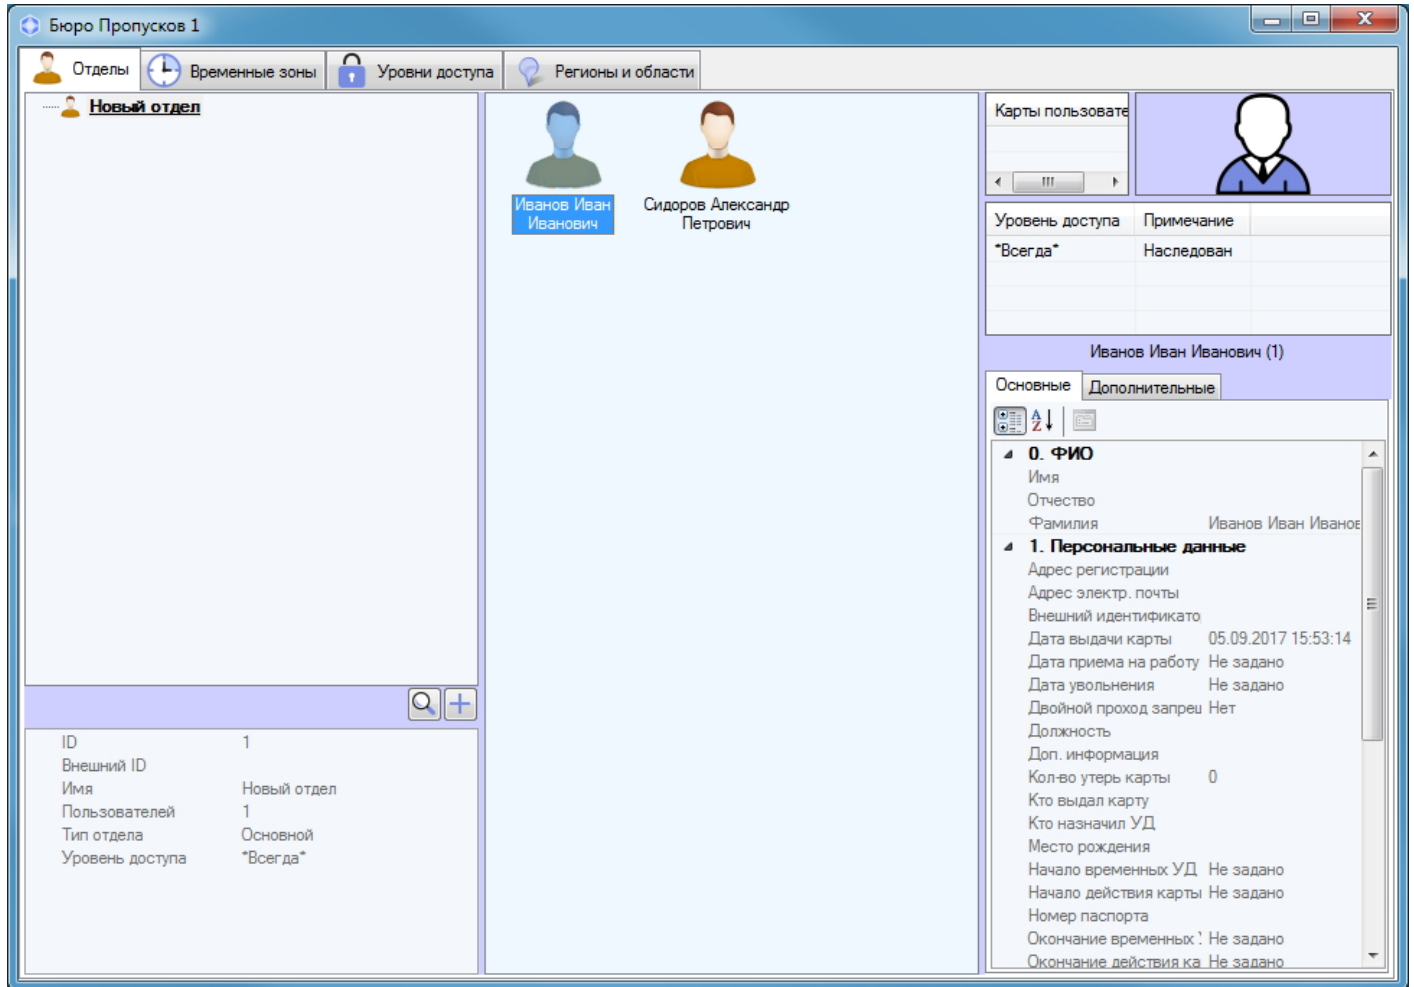 Бюро Пропусков 1
Отделы
Временные зоны
Уровни доступа
Регионы и области
Новый отдел
ID 1
Внешний ID
Имя Новый отдел
Пользователей 1
Тип отдела Основной
Уровень доступа *Всегда*
Иванов Иван
Иванович
Сидоров Александр
Петрович
Карты пользовате
Уровень доступа Примечание
*Всегда* Наследован
Иванов Иван Иванович (1)
Основные Дополнительные
A
Z
0. ФИО
Имя
Отчество
Фамилия Иванов Иван Иванов
1. Персональные данные
Адрес регистрации
Адрес электр. почты
Внешний идентификато
Дата выдачи карты 05.09.2017 15:53:14
Дата приема на работу Не задано
Дата увольнения Не задано
Двойной проход запрещ Нет
Должность
Доп. информация
Кол-во утерь карты 0
Кто выдал карту
Кто назначил УД
Место рождения
Начало временных УД Не задано
Начало действия карты Не задано
Номер паспорта
Окончание временных Не задано
Окончание действия ка Не задано